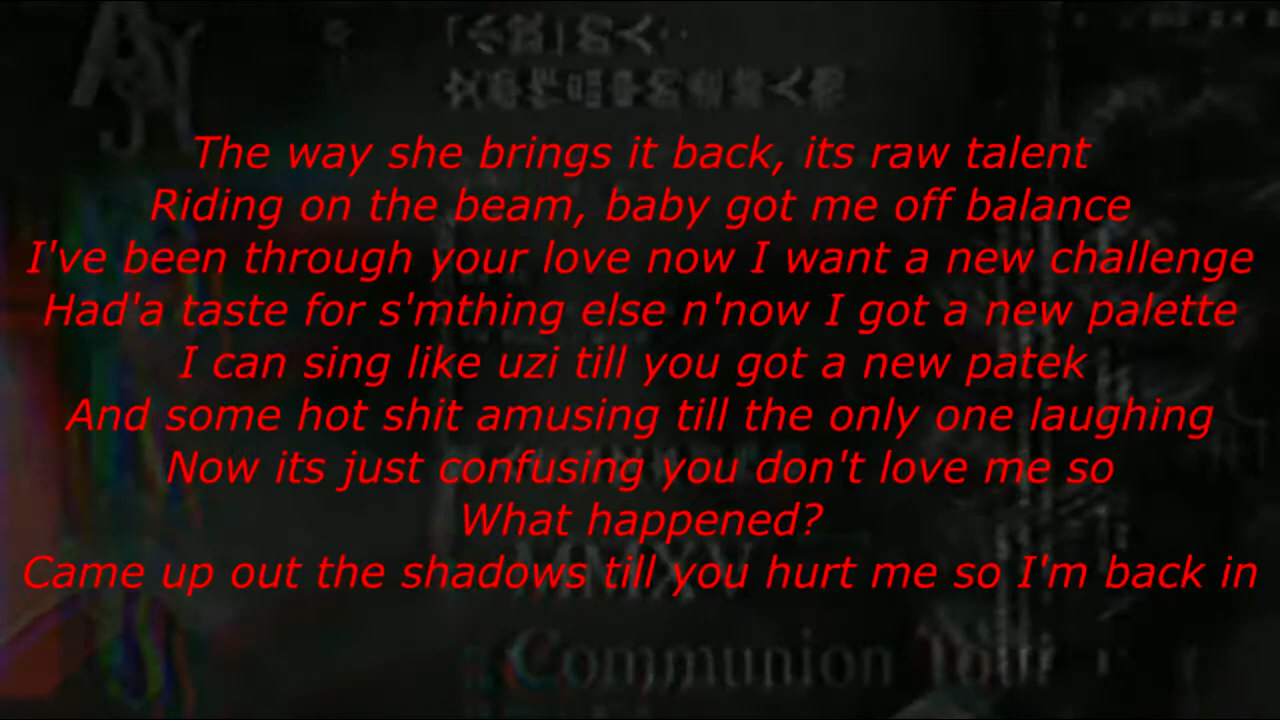 The way she brings it back, its raw talent
Riding on the beam, baby got me off balance
I've been through your love now I want a new challenge
Had'a taste for s'mthing else n'now I got a new palette
I can sing like uzi till you got a new patek
And some hot shit amusing till the only one laughing
Now its just confusing you don't love me so
What happened?
Came up out the shadows till you hurt me so I'm back in
MMXV
Communion Tour